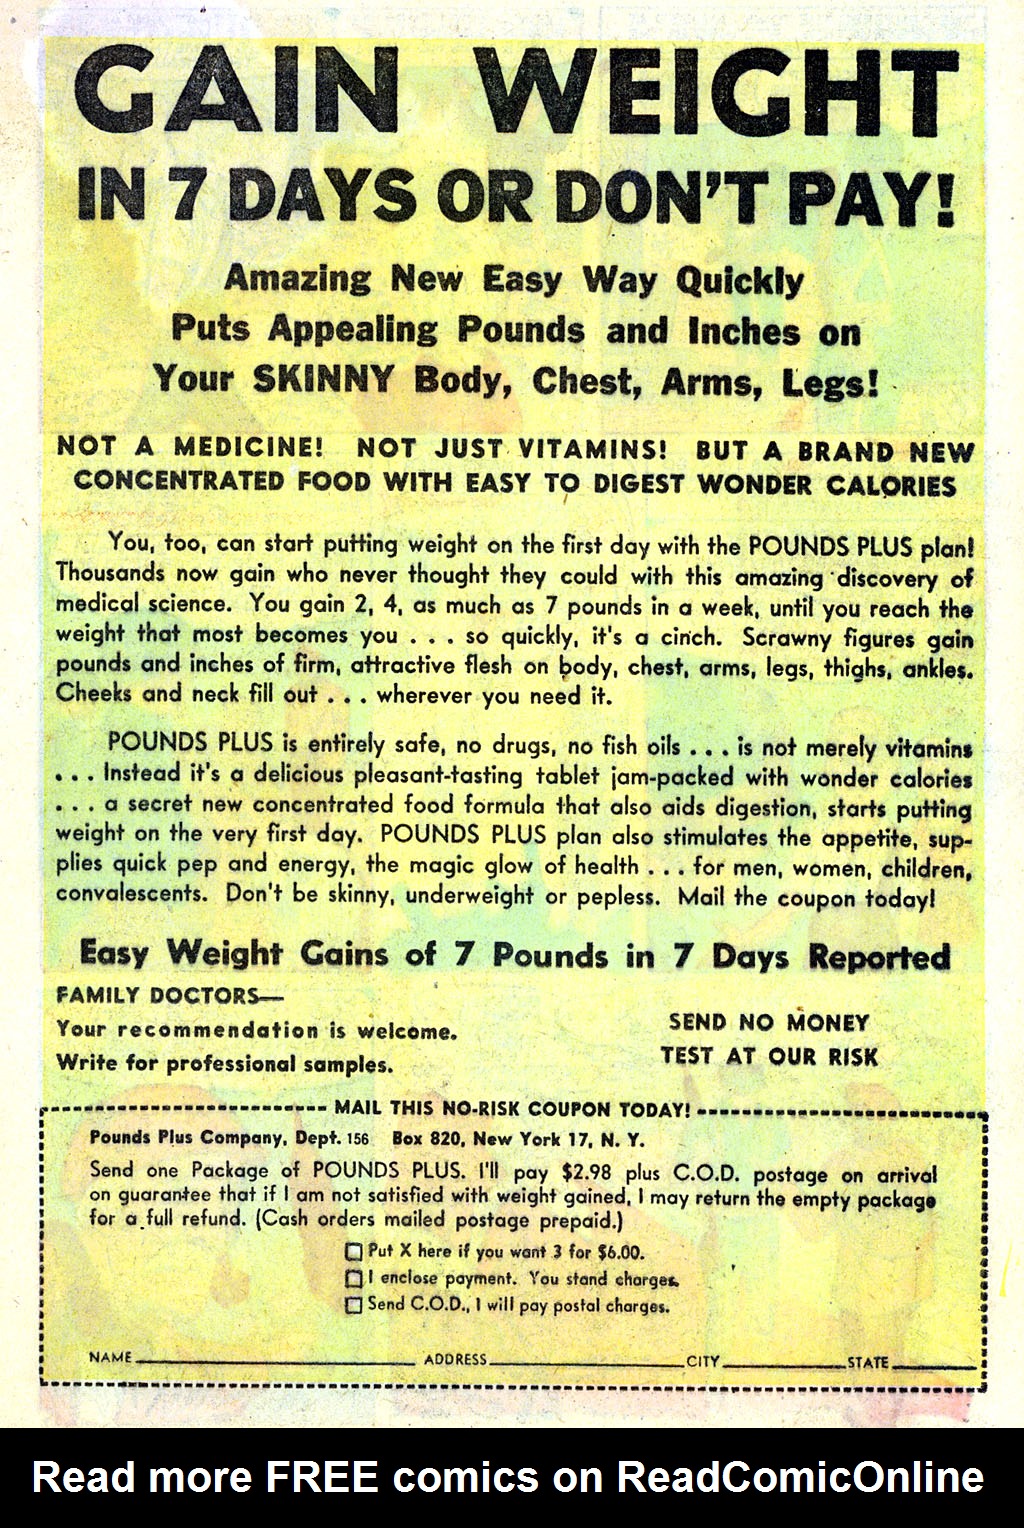 GAIN WEIGHT
IN 7 DAYS OR DON'T PAY!
Amazing New Easy Way Quickly
Puts Appealing Pounds and Inches on
Your SKINNY Body, Chest, Arms, Legs!
NOT A MEDICINE! NOT JUST VITAMINS! BUT A BRAND NEW
CONCENTRATED FOOD WITH EASY TO DIGEST WONDER CALORIES
You, too, can start putting weight on the first day with the POUNDS PLUS plan!
Thousands now gain who never thought they could with this amazing discovery of
medical science. You gain 2, 4, as much as 7 pounds in a week, until you reach the
weight that most becomes you . . . so quickly, it's a cinch. Scrawny figures gain
pounds and inches of firm, attractive flesh on body, chest, arms, legs, thighs, ankles.
Cheeks and neck fill out . . . wherever you need it.
POUNDS PLUS is entirely safe, no drugs, no fish oils . . . is not merely vitamins
. . . Instead it's a delicious pleasant-tasting tablet jam-packed with wonder calories
. . . a secret new concentrated food formula that also aids digestion, starts putting
weight on the very first day. POUNDS PLUS plan also stimulates the appetite, sup-
plies quick pep and energy, the magic glow of health . . . for men, women, children,
convalescents. Don't be skinny, underweight or pepless. Mail the coupon today!
Easy Weight Gains of 7 Pounds in 7 Days Reported
FAMILY DOCTORS—
Your recommendation is welcome.
Write for professional samples.
SEND NO MONEY
TEST AT OUR RISK
MAIL THIS NO-RISK COUPON TODAY!
Pounds Plus Company, Dept. 156 Box 820, New York 17, N. Y.
Send one Package of POUNDS PLUS. I'll pay $2.98 plus C.O.D. postage on arrival
on guarantee that if I am not satisfied with weight gained, I may return the empty package
for a full refund. (Cash orders mailed postage prepaid.)
Put X here if you want 3 for $6.00.
I enclose payment. You stand charges.
Send C.O.D., I will pay postal charges.
NAME ADDRESS CITY STATE
Read more FREE comics on ReadComicOnline